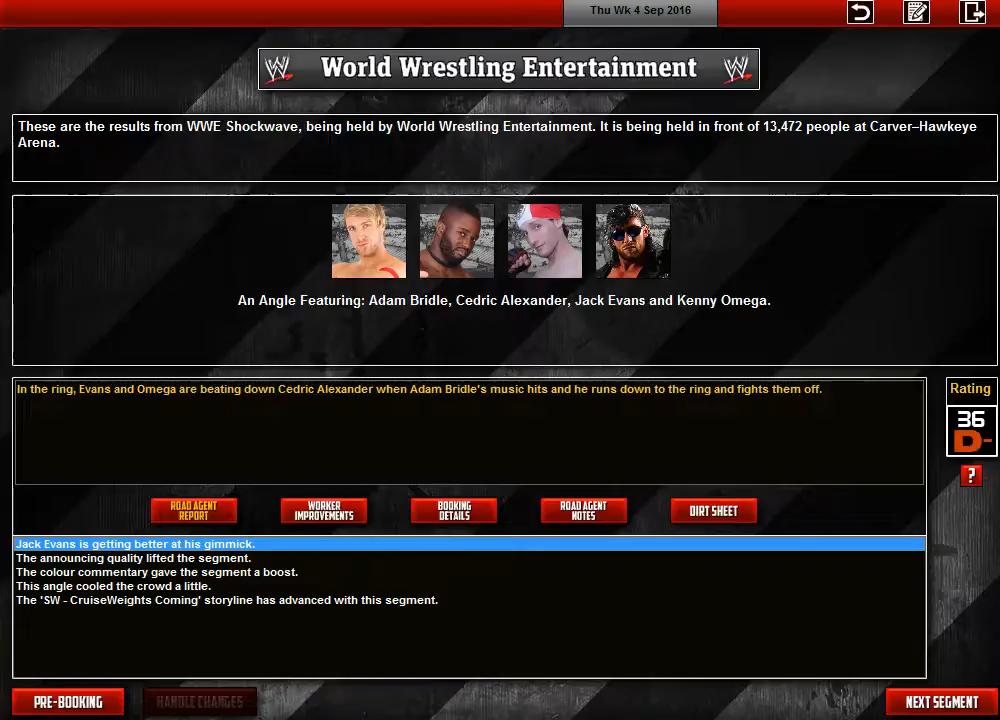 Thu Wk 4 Sep 2016
World Wrestling Entertainment
These are the results from WWE Shockwave, being held by World Wrestling Entertainment. It is being held in front of 13,472 people at Carver–Hawkeye
Arena.
An Angle Featuring: Adam Bridle, Cedric Alexander, Jack Evans and Kenny Omega.
In the ring, Evans and Omega are beating down Cedric Alexander when Adam Bridle's music hits and he runs down to the ring and fights them off.
Rating
36
D-
?
ROAD AGENT REPORT
WORKER IMPROVEMENTS
BOOKING DETAILS
ROAD AGENT NOTES
DIRT SHEET
Jack Evans is getting better at his gimmick.
The announcing quality lifted the segment.
The colour commentary gave the segment a boost.
This angle cooled the crowd a little.
The 'SW - CruiseWeights Coming' storyline has advanced with this segment.
PRE-BOOKING
HANDLE CHANGES
NEXT SEGMENT